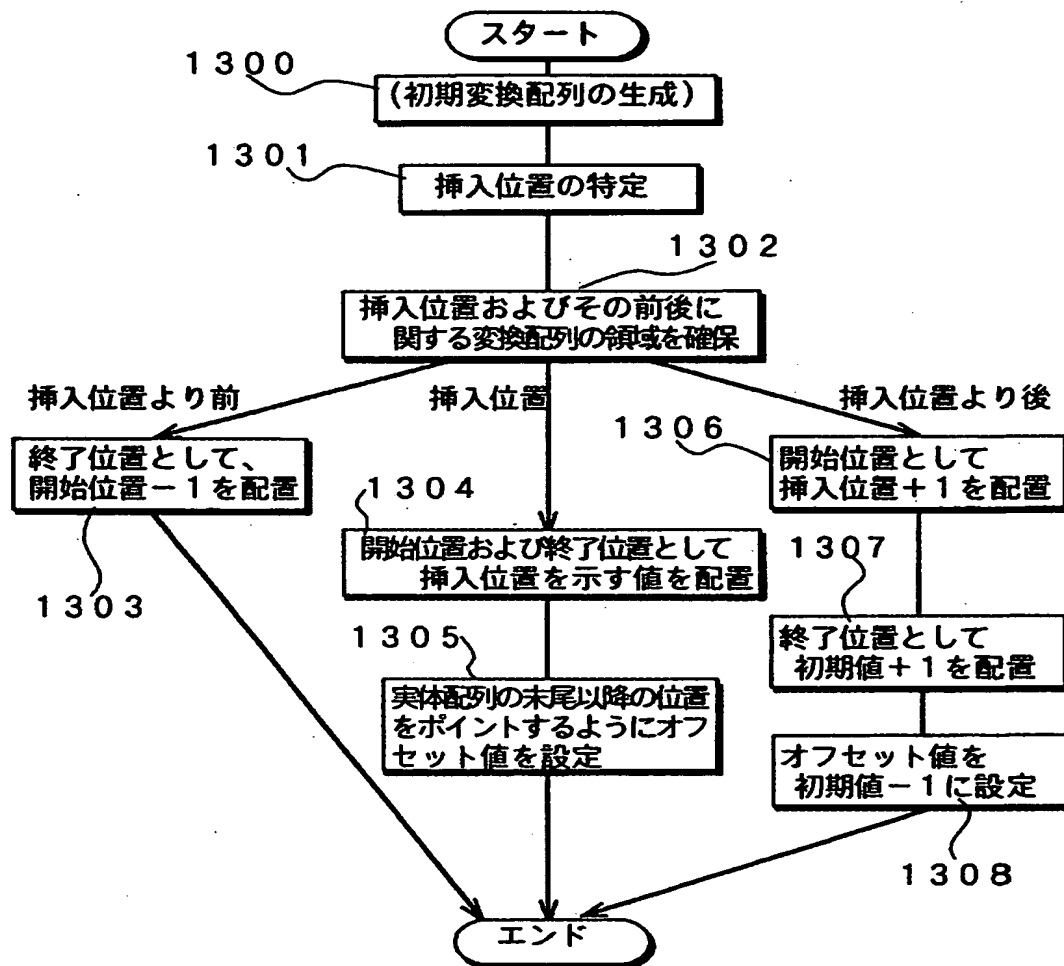 スタート
1300
(初期変換配列の生成)
1301
挿入位置の特定
1302
挿入位置およびその前後に
関する変換配列の領域を確保
挿入位置より前
挿入位置
挿入位置より後
終了位置として、
開始位置-1を配置
1303
1304
開始位置および終了位置として
挿入位置を示す値を配置
1305
実体配列の末尾以降の位置
をポイントするようにオフ
セット値を設定
1306
開始位置として
挿入位置+1を配置
1307
終了位置として
初期値+1を配置
オフセット値を
初期値-1に設定
1308
エンド